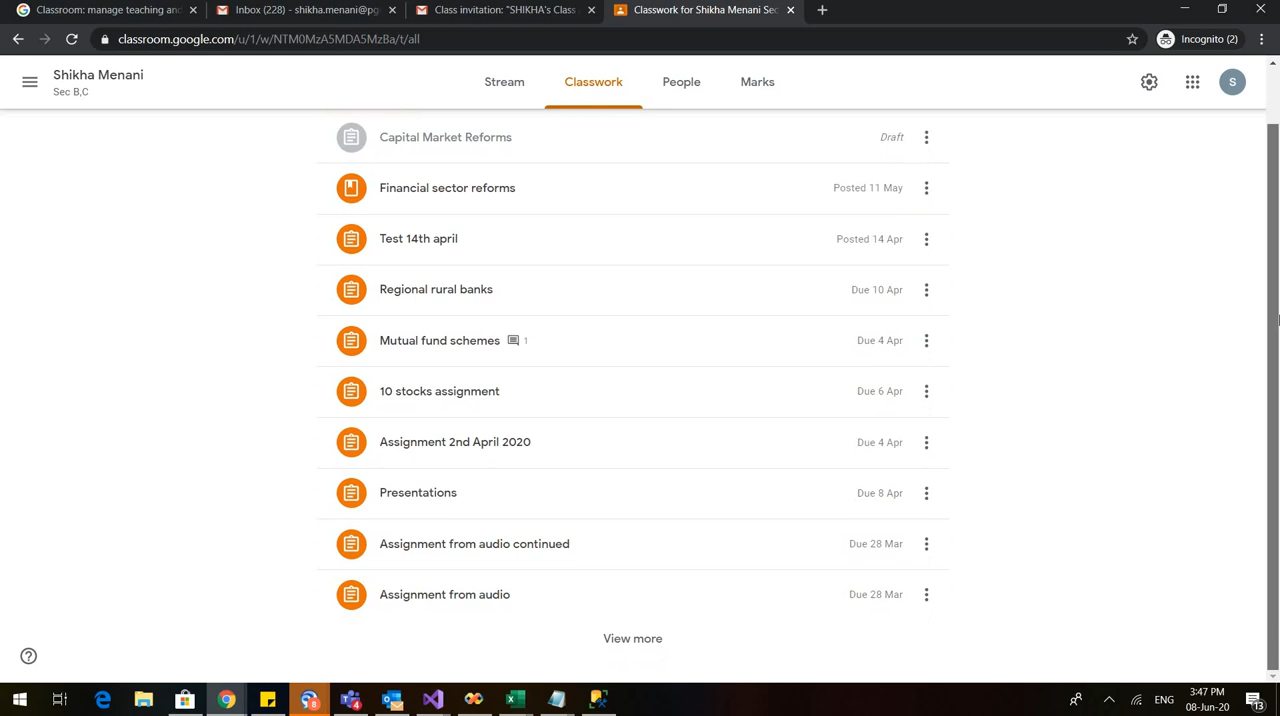 Classroom: manage teaching and
Inbox (228) - shikha.menani@pg
Class invitation: "SHIKHA's Class
Classwork for Shikha Menani Sec
classroom.google.com/u/1/w/NTM0MzA5MDA5MzBa/t/all
Incognito (2)
Shikha Menani
Sec B,C
Stream
Classwork
People
Marks
S
Capital Market Reforms
Draft
Financial sector reforms
Posted 11 May
Test 14th april
Posted 14 Apr
Regional rural banks
Due 10 Apr
Mutual fund schemes
1
Due 4 Apr
10 stocks assignment
Due 6 Apr
Assignment 2nd April 2020
Due 4 Apr
Presentations
Due 8 Apr
Assignment from audio continued
Due 28 Mar
Assignment from audio
Due 28 Mar
View more
8
4
ENG
3:47 PM
08-Jun-20
13